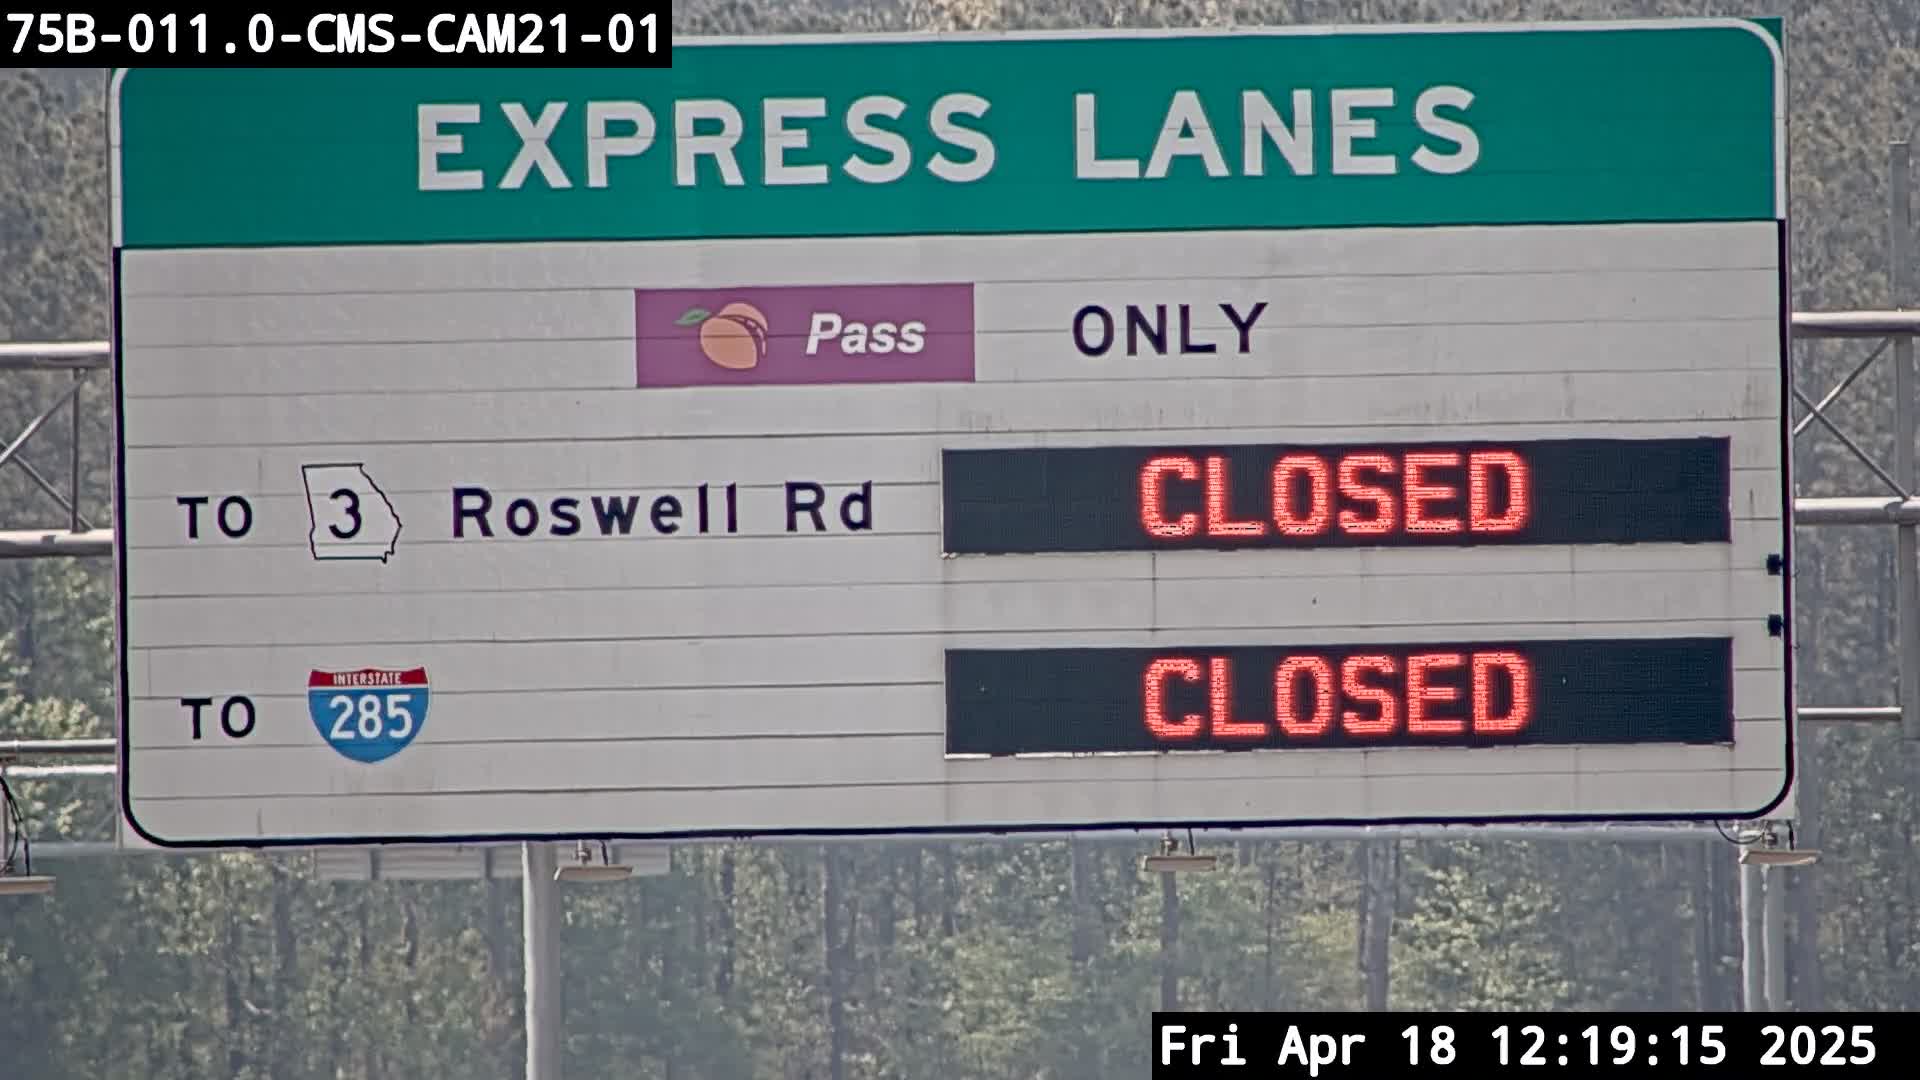 75B-011.0-CMS-CAM21-01
EXPRESS LANES
Pass ONLY
TO 3 Roswell Rd CLOSED
INTERSTATE
TO 285 CLOSED
Fri Apr 18 12:19:15 2025